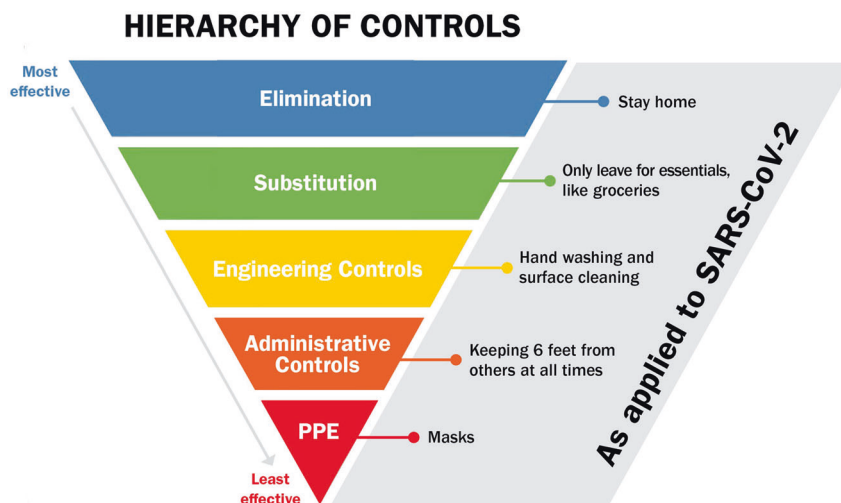 HIERARCHY OF CONTROLS
Most
effective
Elimination
Stay home
Substitution
Only leave for essentials,
like groceries
Engineering Controls
Hand washing and
surface cleaning
Administrative
Controls
Keeping 6 feet from
others at all times
PPE
Masks
Least
effective
As applied to SARS-CoV-2